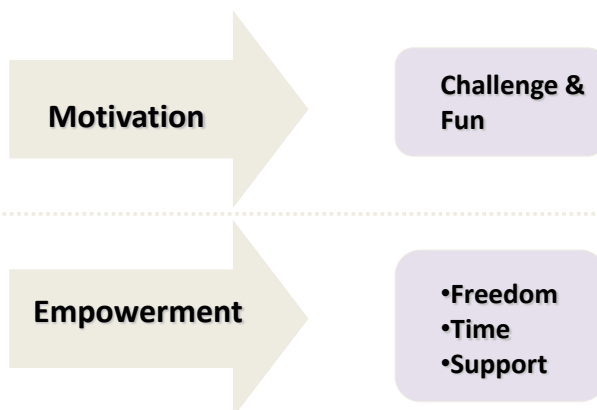 Motivation
Challenge &
Fun
Empowerment
•Freedom
•Time
•Support